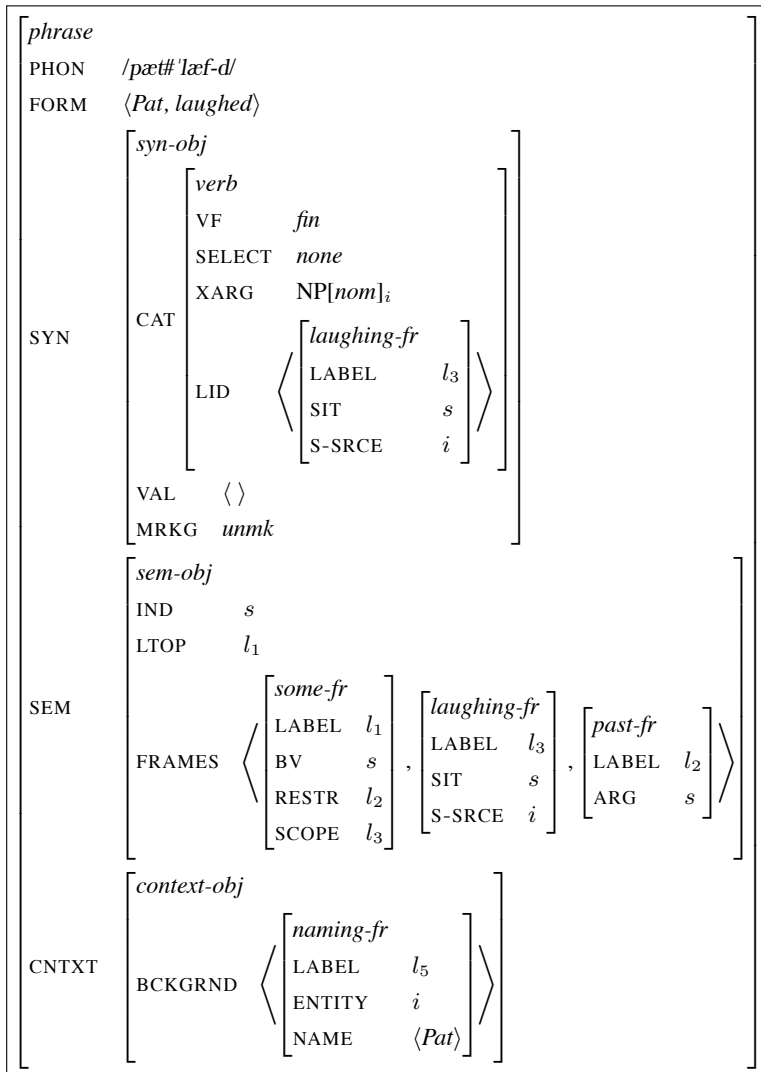 phrase
PHON /pæt#ˈlæf-d/
FORM ⟨Pat, laughed⟩
SYN
syn-obj
CAT
verb
VF fin
SELECT none
XARG NP[nom]i
LID
laughing-fr
LABEL l3
SIT s
S-SRCE i
VAL ⟨ ⟩
MRKG unmk
SEM
sem-obj
IND s
LTOP l1
FRAMES
some-fr
LABEL l1
BV s
RESTR l2
SCOPE l3
,
laughing-fr
LABEL l3
SIT s
S-SRCE i
,
past-fr
LABEL l2
ARG s
CNTXT
context-obj
BCKGRND
naming-fr
LABEL l5
ENTITY i
NAME ⟨Pat⟩